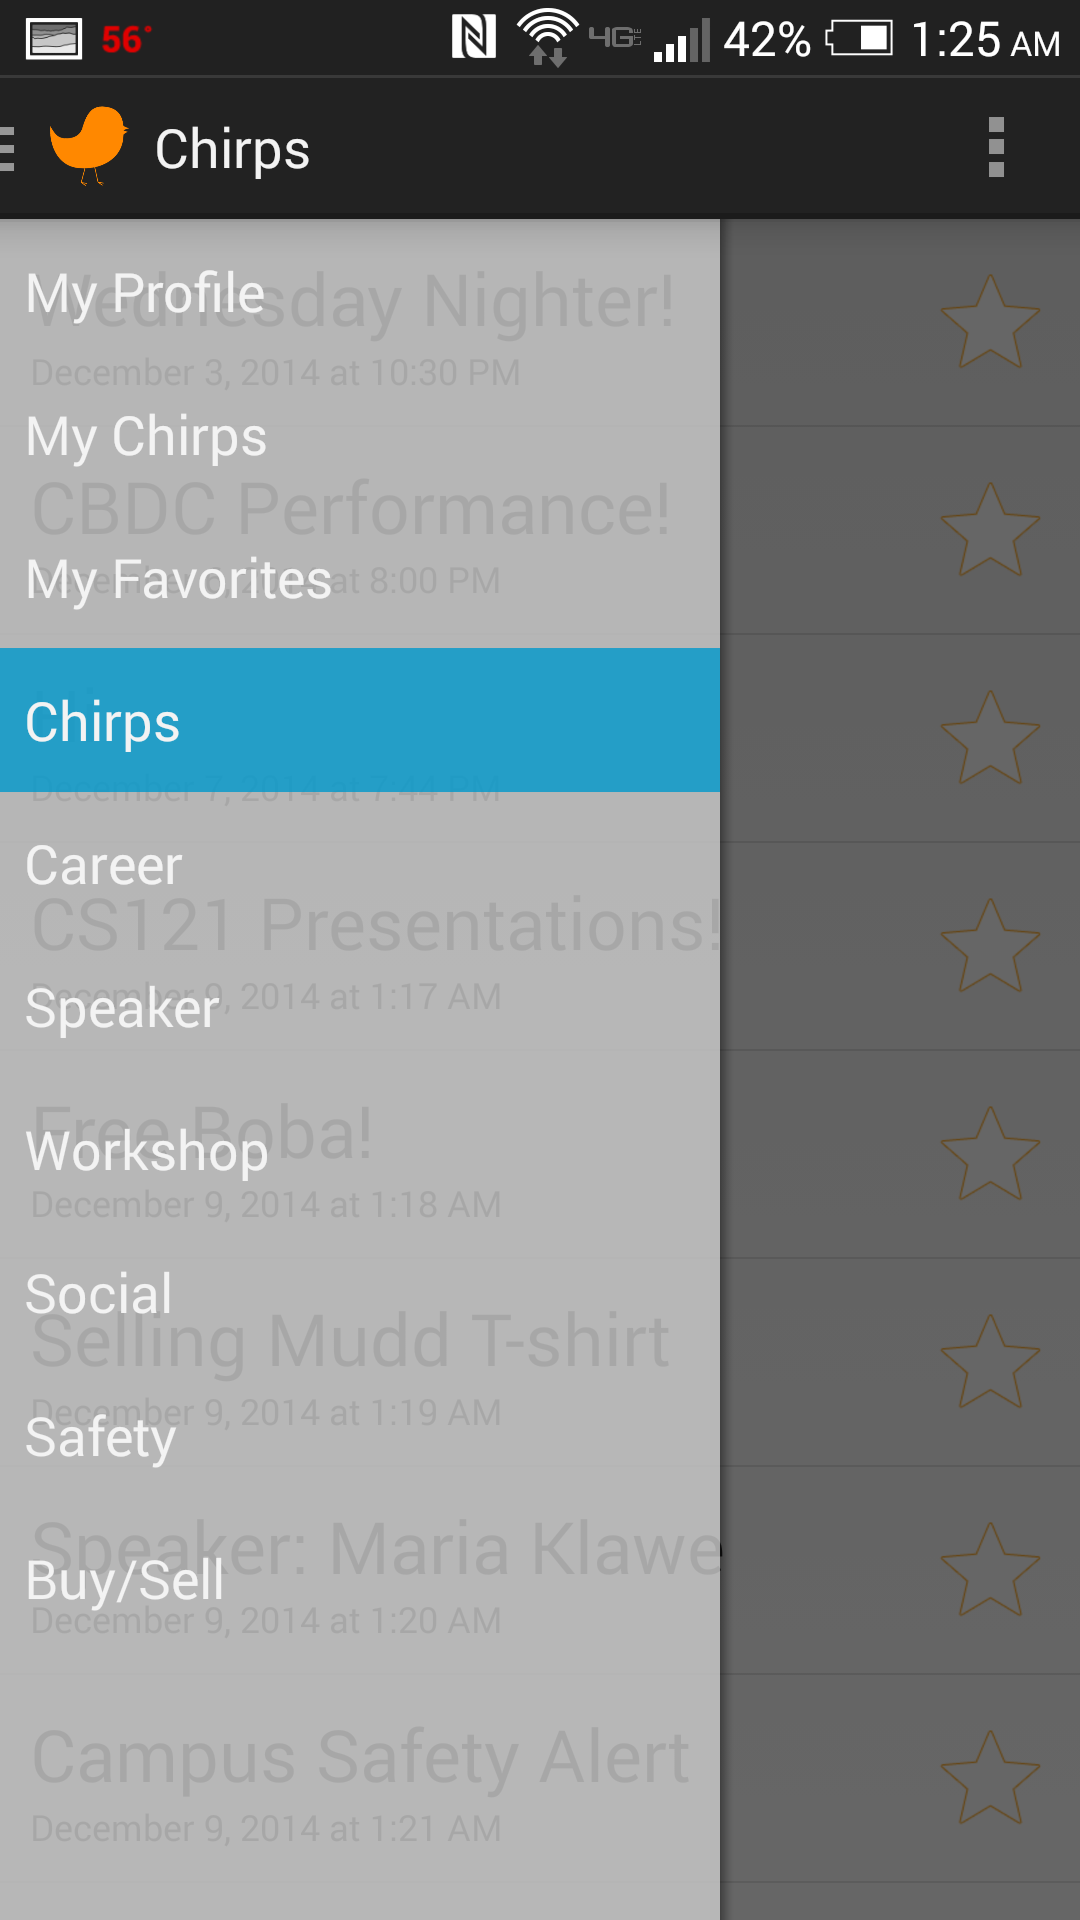 56° 4G LTE 42% 1:25 AM
Chirps
My Profile
Wednesday Nighter!
December 3, 2014 at 10:30 PM
My Chirps
CBDC Performance!
My Favorites
2014 at 8:00 PM
Chirps
December 7, 2014 at 7:44 PM
Career
CS121 Presentations!
Speaker
December 9, 2014 at 1:17 AM
Free Boba!
Workshop
December 9, 2014 at 1:18 AM
Social
Selling Mudd T-shirt
December 9, 2014 at 1:19 AM
Safety
Speaker: Maria Klawe
Buy/Sell
December 9, 2014 at 1:20 AM
Campus Safety Alert
December 9, 2014 at 1:21 AM